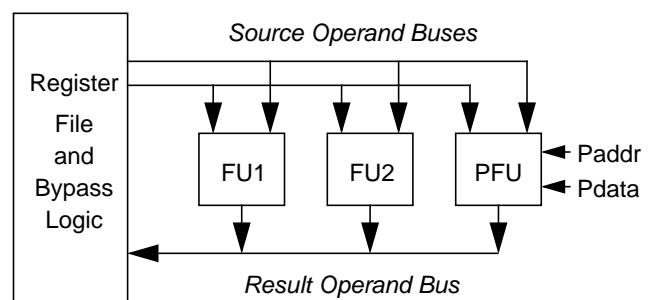 Source Operand Buses
Register
File
and
Bypass
Logic
FU1
FU2
PFU
Paddr
Pdata
Result Operand Bus